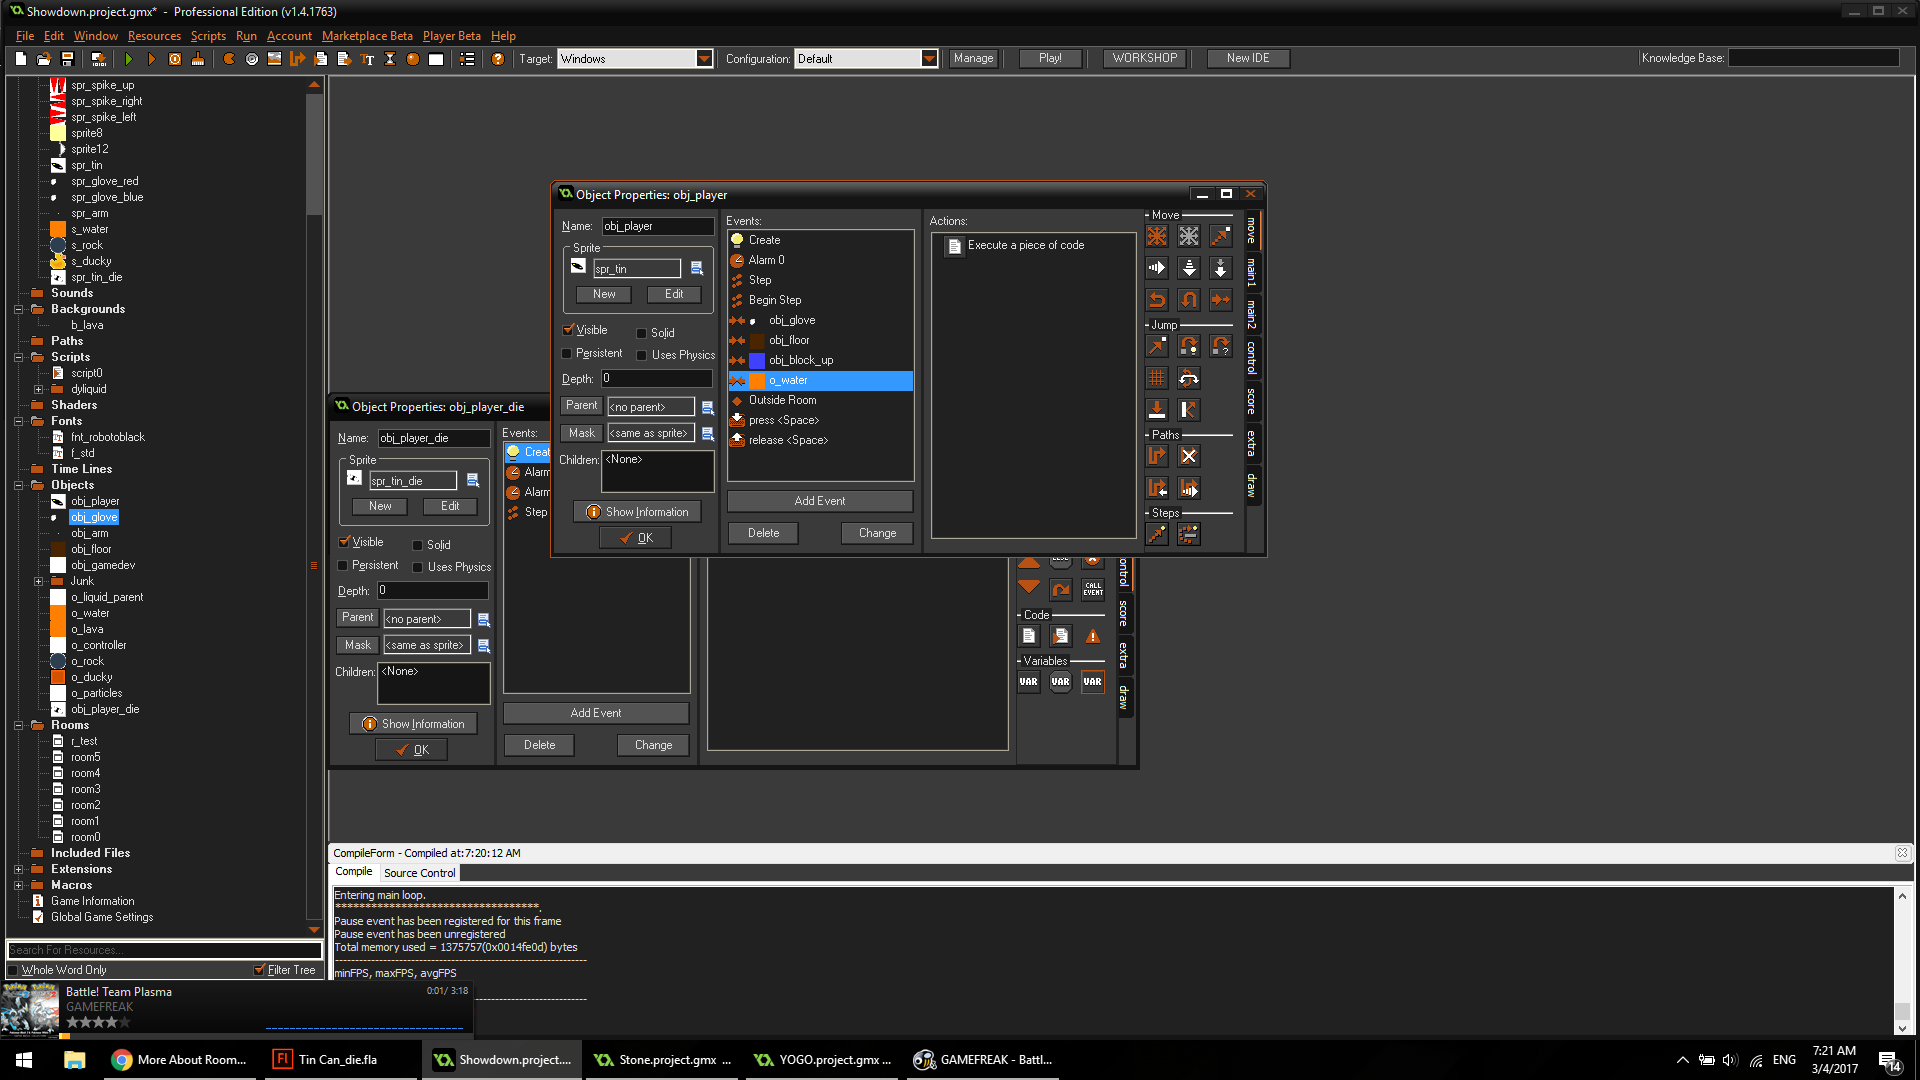 Showdown.project.gmx* - Professional Edition (v1.4.1763)
File Edit Window Resources Scripts Run Account Marketplace Beta Player Beta Help
Target: Windows Configuration: Default Manage Play! WORKSHOP New IDE Knowledge Base:
spr_spike_up
spr_spike_right
spr_spike_left
sprite8
sprite12
spr_tin
spr_glove_red
spr_glove_blue
spr_arm
s_water
s_rock
s_ducky
spr_tin_die
Sounds
Backgrounds
b_lava
Paths
Scripts
script0
dyliquid
Shaders
Fonts
fnt_robotoblack
f_std
Time Lines
Objects
obj_player
obj_glove
obj_arm
obj_floor
obj_gamedev
Junk
o_liquid_parent
o_water
o_lava
o_controller
o_rock
o_ducky
o_particles
obj_player_die
Rooms
r_test
room5
room4
room3
room2
room1
room0
Included Files
Extensions
Macros
Game Information
Global Game Settings
Search For Resources...
Whole Word Only Filter Tree
Object Properties: obj_player
Name: obj_player
Sprite
spr_tin
New Edit
Visible Solid
Persistent Uses Physics
Depth: 0
Parent <no parent>
Mask <same as sprite>
Children: <None>
Show Information
OK
Events:
Create
Alarm 0
Step
Begin Step
obj_glove
obj_floor
obj_block_up
o_water
Outside Room
press <Space>
release <Space>
Add Event
Delete Change
Actions:
Execute a piece of code
Move
Jump
Paths
Steps
move
main1
main2
control
score
extra
draw
Object Properties: obj_player_die
Name: obj_player_die
Sprite
spr_tin_die
New Edit
Visible Solid
Persistent Uses Physics
Depth: 0
Parent <no parent>
Mask <same as sprite>
Children: <None>
Show Information
OK
Events:
Creat
Alarm
Alarm
Step
Add Event
Delete Change
CALL
EVENT
Code
Variables
VAR VAR VAR
ontrol
score
extra
draw
CompileForm - Compiled at:7:20:12 AM
Compile Source Control
Entering main loop.
***********************************.
Pause event has been registered for this frame
Pause event has been unregistered
Total memory used = 1375757(0x0014fe0d) bytes
minFPS, maxFPS, avgFPS
Battle! Team Plasma 0:01/ 3:18
GAMEFREAK
More About Room...
Tin Can_die.fla
Showdown.project....
Stone.project.gmx ...
YOGO.project.gmx ...
GAMEFREAK - Battl...
ENG
7:21 AM
3/4/2017
14